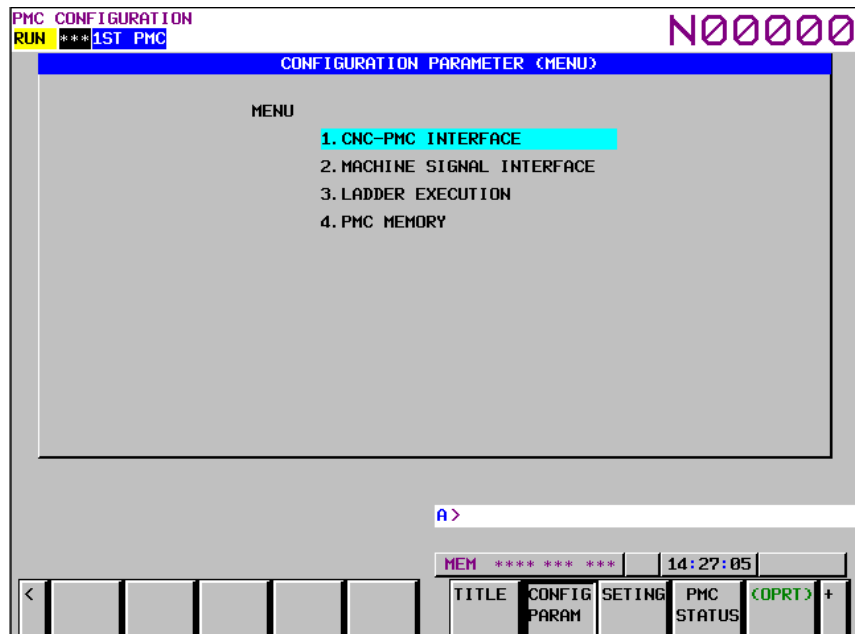 PMC CONFIGURATION
RUN ***1ST PMC N00000
CONFIGURATION PARAMETER (MENU)
MENU
1. CNC-PMC INTERFACE
2. MACHINE SIGNAL INTERFACE
3. LADDER EXECUTION
4. PMC MEMORY
A>
MEM **** *** *** 14:27:05
< TITLE CONFIG PARAM SETING PMC STATUS (OPRT) +